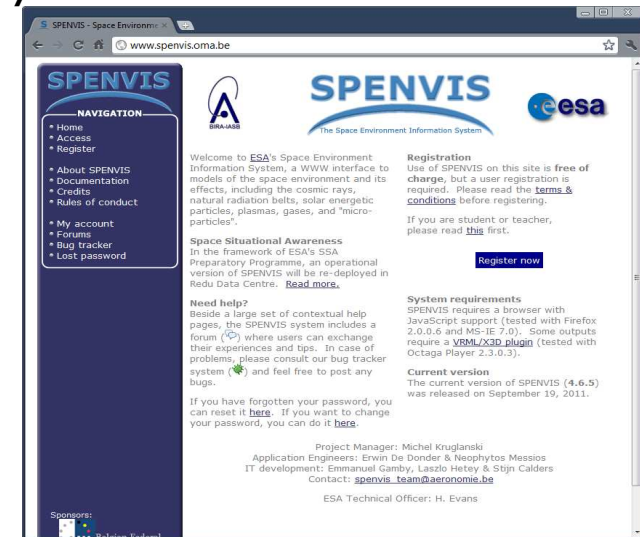 SPENVIS - Space Environme
www.spenvis.oma.be
SPENVIS
NAVIGATION
Home
Access
Register
About SPENVIS
Documentation
Credits
Rules of conduct
My account
Forums
Bug tracker
Lost password
Sponsors:
Belgian Federal
BIRA-IASB
SPENVIS
The Space Environment Information System
esa
Welcome to ESA's Space Environment
Information System, a WWW interface to
models of the space environment and its
effects, including the cosmic rays,
natural radiation belts, solar energetic
particles, plasmas, gases, and "micro-
particles".
Space Situational Awareness
In the framework of ESA's SSA
Preparatory Programme, an operational
version of SPENVIS will be re-deployed in
Redu Data Centre. Read more.
Need help?
Beside a large set of contextual help
pages, the SPENVIS system includes a
forum ( ) where users can exchange
their experiences and tips. In case of
problems, please consult our bug tracker
system ( ) and feel free to post any
bugs.
If you have forgotten your password, you
can reset it here. If you want to change
your password, you can do it here.
Registration
Use of SPENVIS on this site is free of
charge, but a user registration is
required. Please read the terms &
conditions before registering.
If you are student or teacher,
please read this first.
Register now
System requirements
SPENVIS requires a browser with
JavaScript support (tested with Firefox
2.0.0.6 and MS-IE 7.0). Some outputs
require a VRML/X3D plugin (tested with
Octaga Player 2.3.0.3).
Current version
The current version of SPENVIS (4.6.5)
was released on September 19, 2011.
Project Manager: Michel Kruglanski
Application Engineers: Erwin De Donder & Neophytos Messios
IT development: Emmanuel Gamby, Laszlo Hetey & Stijn Calders
Contact: spenvis_team@aeronomie.be
ESA Technical Officer: H. Evans